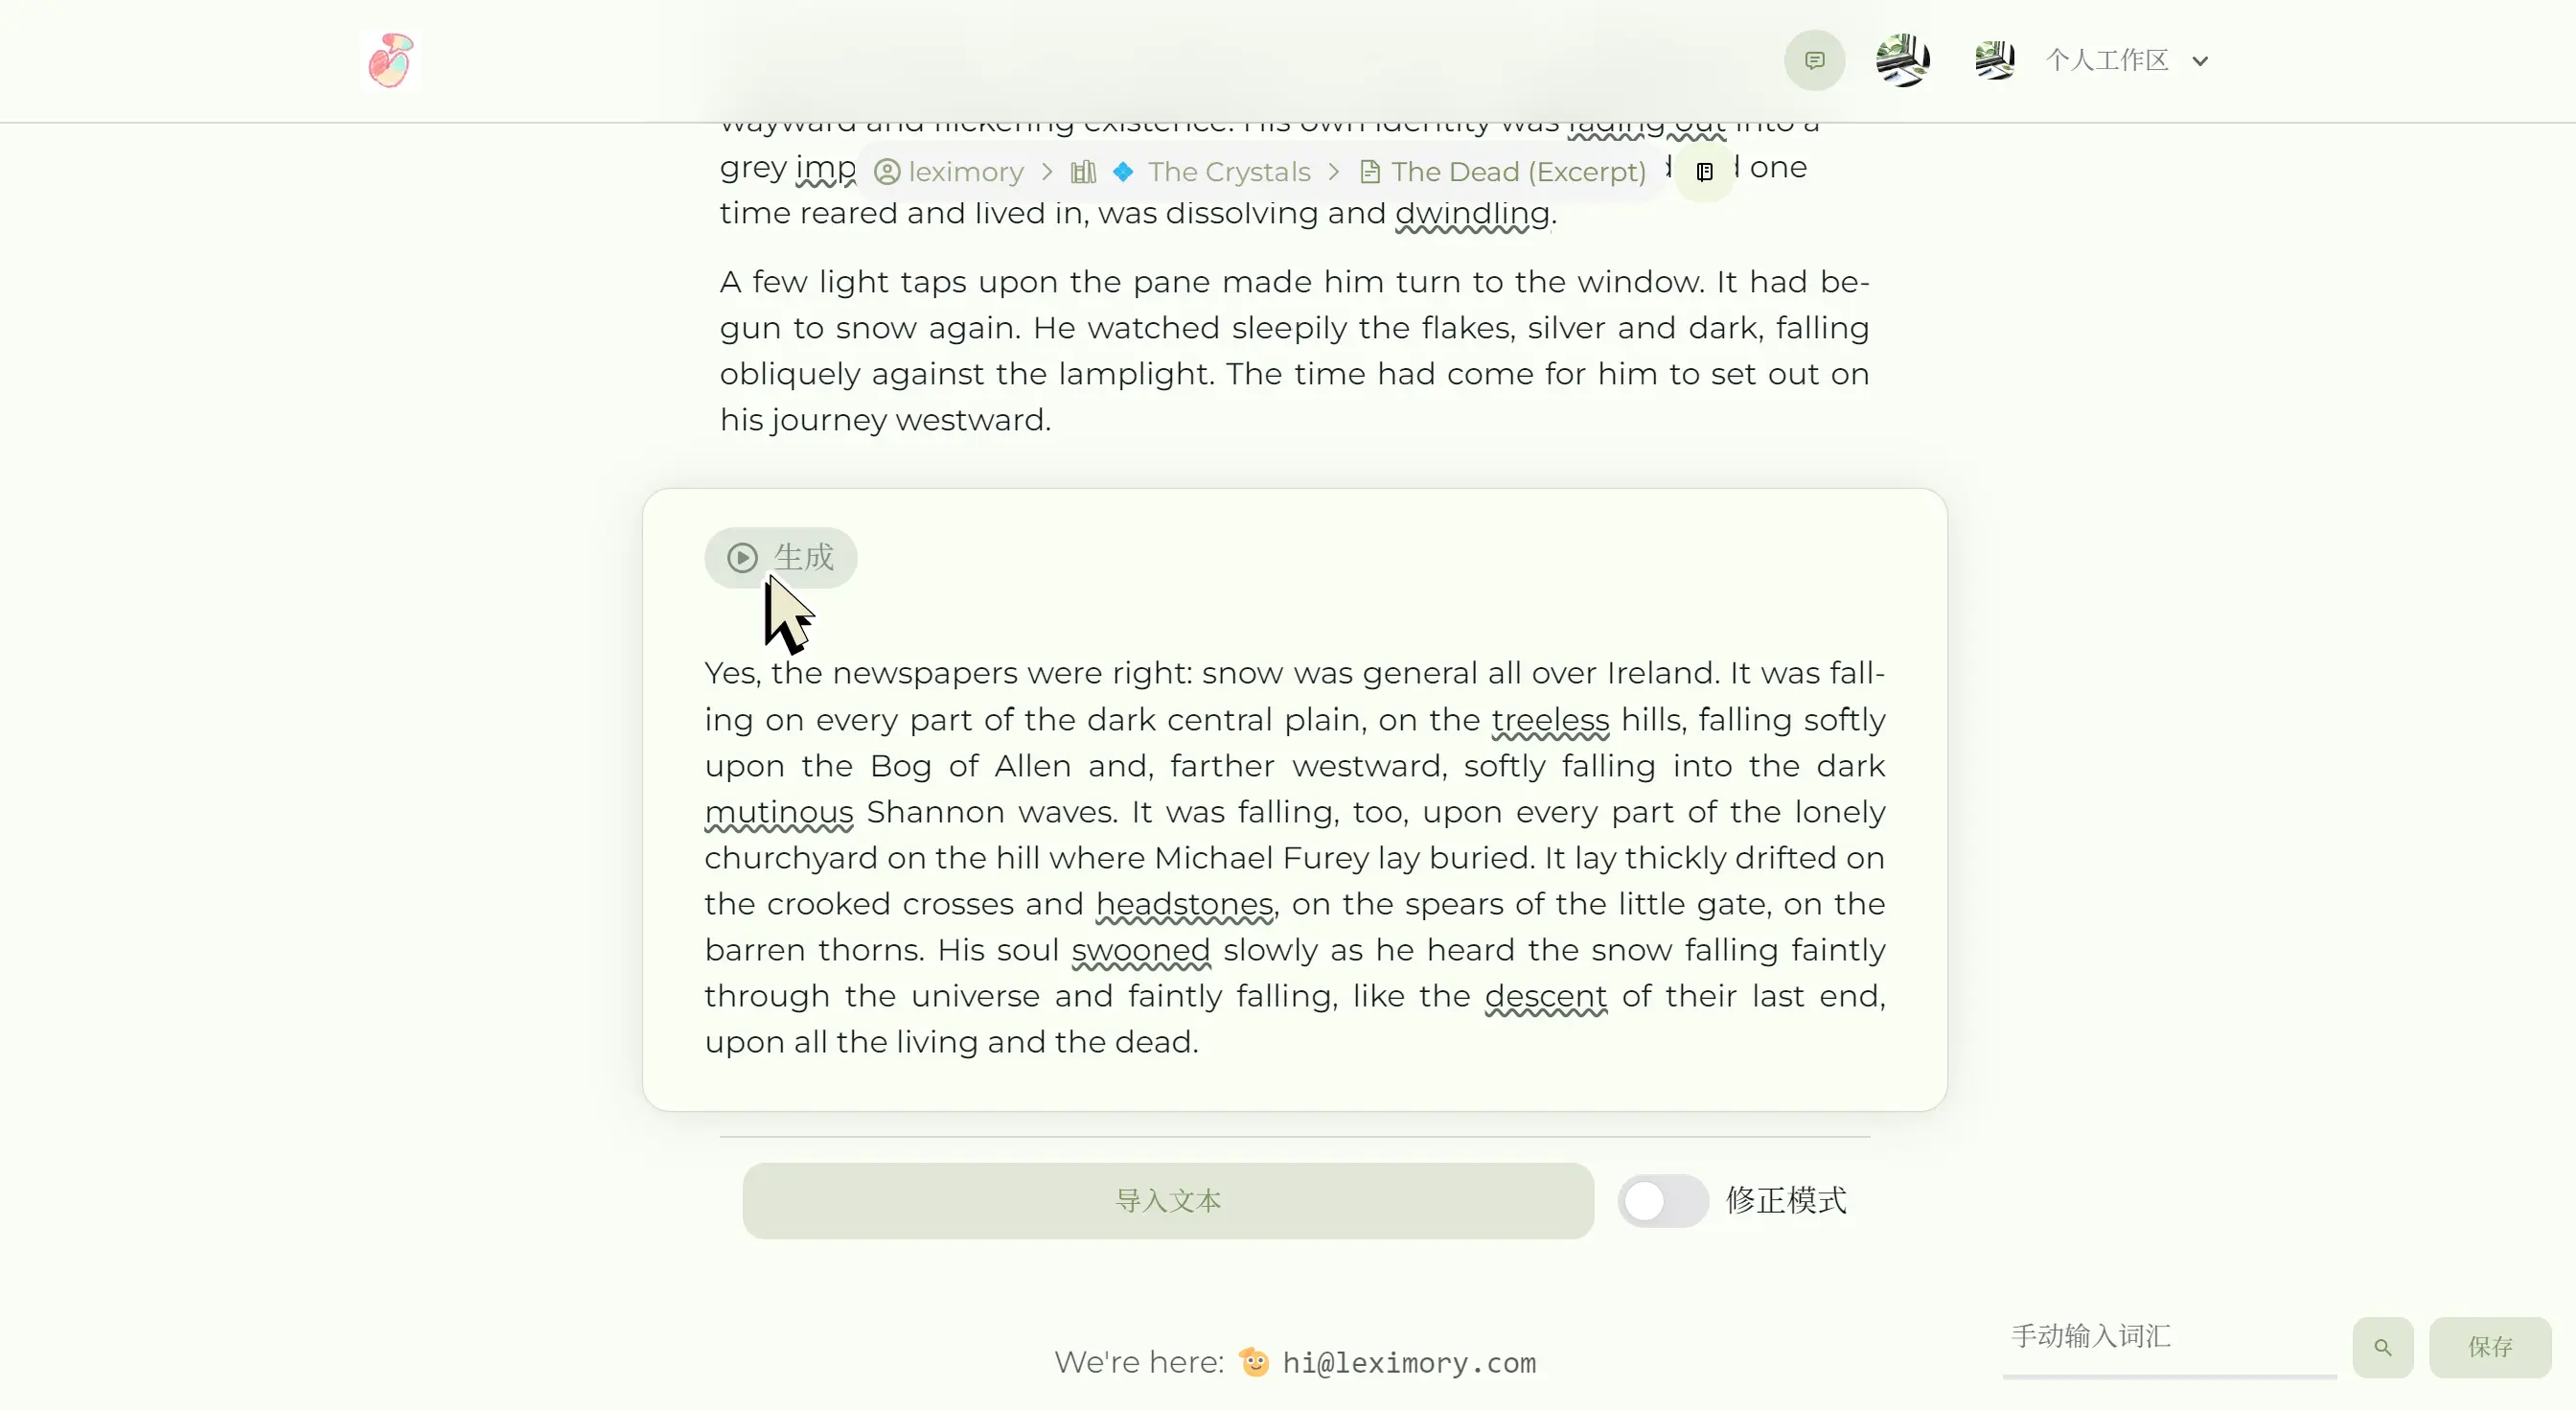 个人工作区
wayward and flickering existence. His own identity was fading out into a
grey imp
leximory > The Crystals > The Dead (Excerpt)
one
time reared and lived in, was dissolving and dwindling.
A few light taps upon the pane made him turn to the window. It had be-
gun to snow again. He watched sleepily the flakes, silver and dark, falling
obliquely against the lamplight. The time had come for him to set out on
his journey westward.
生成
Yes, the newspapers were right: snow was general all over Ireland. It was fall-
ing on every part of the dark central plain, on the treeless hills, falling softly
upon the Bog of Allen and, farther westward, softly falling into the dark
mutinous Shannon waves. It was falling, too, upon every part of the lonely
churchyard on the hill where Michael Furey lay buried. It lay thickly drifted on
the crooked crosses and headstones, on the spears of the little gate, on the
barren thorns. His soul swooned slowly as he heard the snow falling faintly
through the universe and faintly falling, like the descent of their last end,
upon all the living and the dead.
导入文本
修正模式
手动输入词汇
保存
We're here: hi@leximory.com